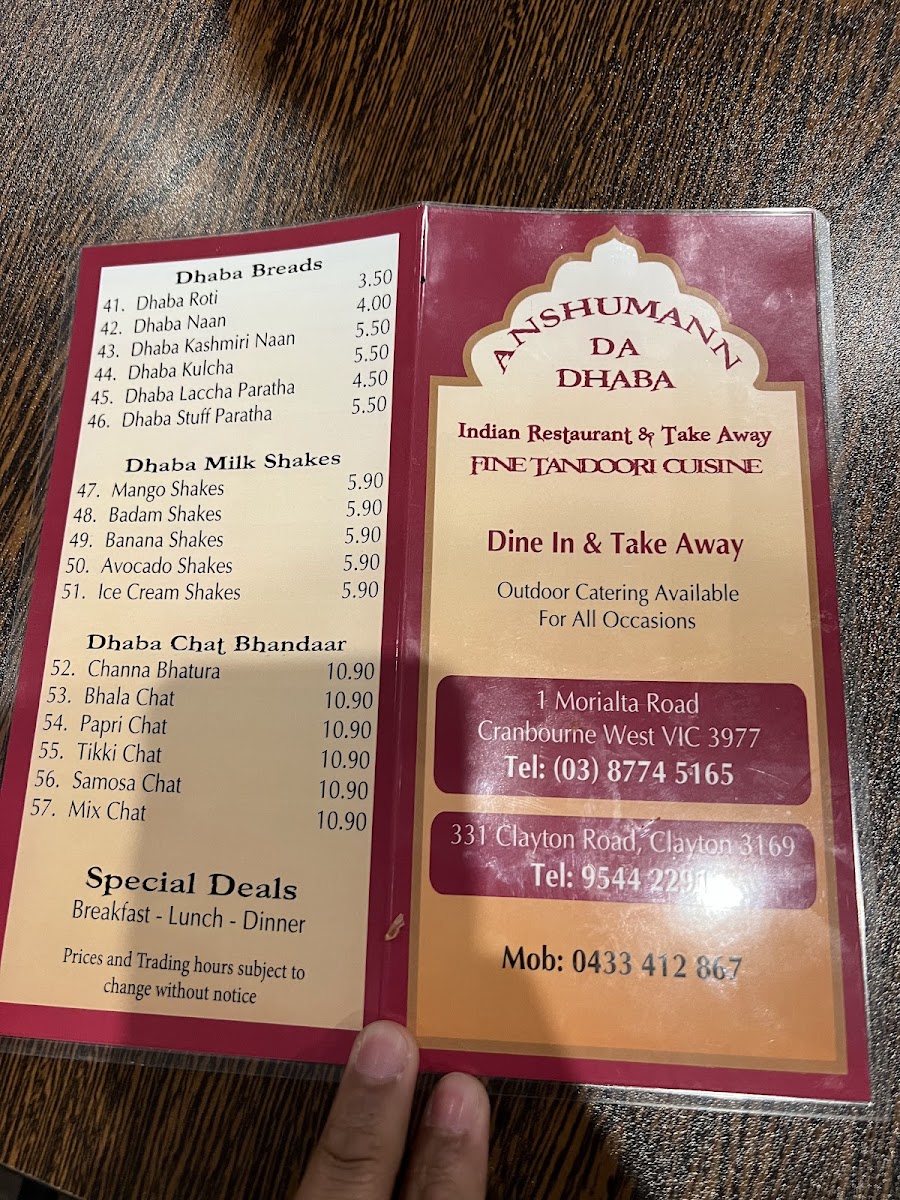 Dhaba Breads
41. Dhaba Roti 3.50
42. Dhaba Naan 4.00
43. Dhaba Kashmiri Naan 5.50
44. Dhaba Kulcha 5.50
45. Dhaba Laccha Paratha 4.50
46. Dhaba Stuff Paratha 5.50
Dhaba Milk Shakes
47. Mango Shakes 5.90
48. Badam Shakes 5.90
49. Banana Shakes 5.90
50. Avocado Shakes 5.90
51. Ice Cream Shakes 5.90
Dhaba Chat Bhandaar
52. Channa Bhatura 10.90
53. Bhala Chat 10.90
54. Papri Chat 10.90
55. Tikki Chat 10.90
56. Samosa Chat 10.90
57. Mix Chat 10.90
Special Deals
Breakfast - Lunch - Dinner
Prices and Trading hours subject to
change without notice
ANSHUMANN
DA
DHABA
Indian Restaurant & Take Away
FINE TANDOORI CUISINE
Dine In & Take Away
Outdoor Catering Available
For All Occasions
1 Morialta Road
Cranbourne West VIC 3977
Tel: (03) 8774 5165
331 Clayton Road, Clayton 3169
Tel: 9544
Mob: 0433 412 867